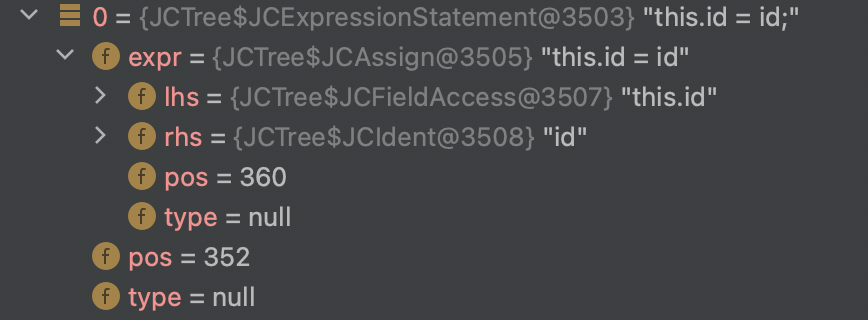 0 = {JCTree$JCExpressionStatement@3503} "this.id = id;"
f expr = {JCTree$JCAssign@3505} "this.id = id"
f lhs = {JCTree$JCFieldAccess@3507} "this.id"
f rhs = {JCTree$JCIdent@3508} "id"
f pos = 360
f type = null
f pos = 352
f type = null